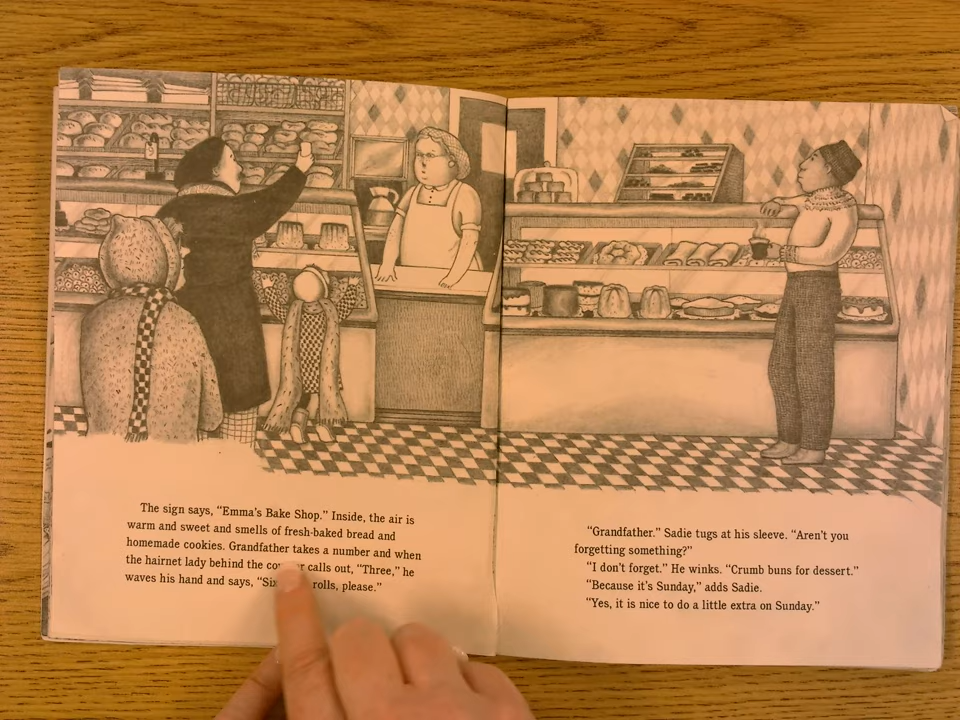 The sign says, “Emma’s Bake Shop.” Inside, the air is
warm and sweet and smells of fresh-baked bread and
homemade cookies. Grandfather takes a number and when
the hairnet lady behind the calls out, “Three,” he
waves his hand and says, rolls, please.”
“Grandfather.” Sadie tugs at his sleeve. “Aren’t you
forgetting something?”
“I don’t forget.” He winks. “Crumb buns for dessert.”
“Because it’s Sunday,” adds Sadie.
“Yes, it is nice to do a little extra on Sunday.”